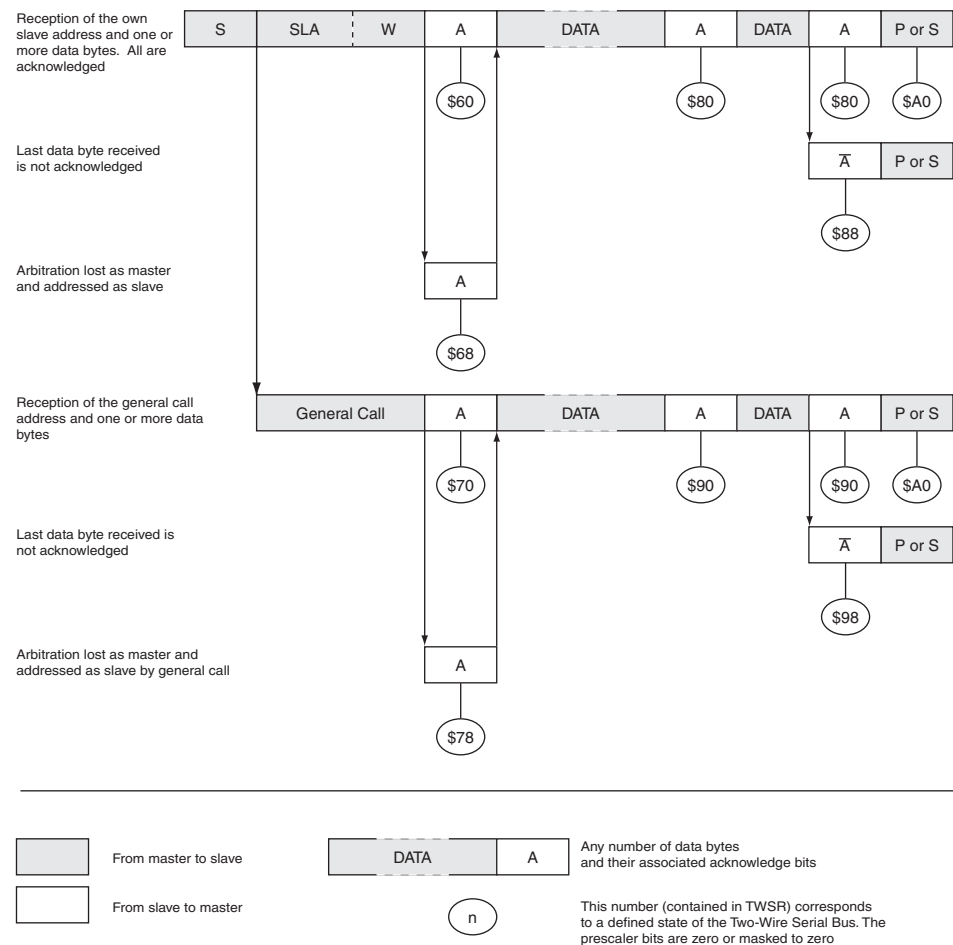 Reception of the own
slave address and one or
more data bytes.  All are
acknowledged
S SLA W A DATA A DATA A P or S
$60 $80 $80 $A0
Last data byte received
is not acknowledged
A̅ P or S
$88
Arbitration lost as master
and addressed as slave
A
$68
Reception of the general call
address and one or more data
bytes
General Call A DATA A DATA A P or S
$70 $90 $90 $A0
Last data byte received is
not acknowledged
A̅ P or S
$98
Arbitration lost as master and
addressed as slave by general call
A
$78
From master to slave
DATA A
Any number of data bytes
and their associated acknowledge bits
From slave to master
n
This number (contained in TWSR) corresponds
to a defined state of the Two-Wire Serial Bus. The
prescaler bits are zero or masked to zero